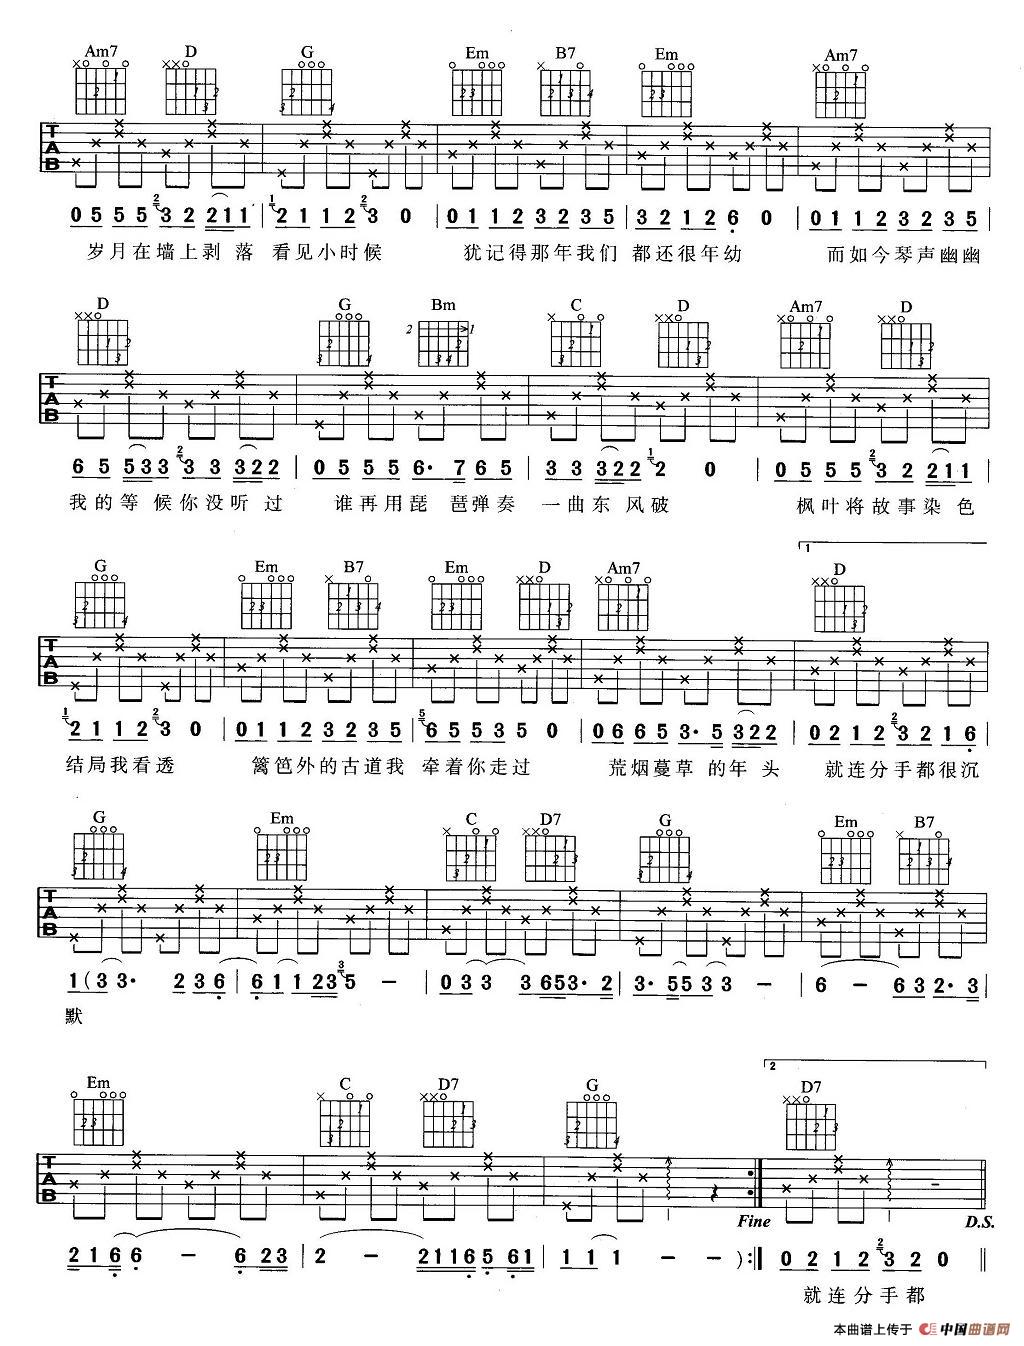 Am7 D G Em B7 Em Am7
T A B
0 5 5 5 2 3 2 2 1 1 | 1 2 1 1 2 2 3 0 | 0 1 1 2 3 2 3 5 | 3 2 1 2 6 0 | 0 1 1 2 3 2 3 5
岁月在墙上剥落 看见小时候 犹记得那年我们 都还很年幼 而如今琴声幽幽
D G Bm C D Am7 D
T A B
6 5 5 3 3 2 3 3 3 2 2 | 0 5 5 5 6· 7 6 5 | 3 3 3 2 2 1 2 0 | 0 5 5 5 2 3 2 2 1 1
我的等候你没听过 谁再用琵琶弹奏 一曲东风破 枫叶将故事染色
1
G Em B7 Em D Am7 D
T A B
1 2 1 1 2 2 3 0 | 0 1 1 2 3 2 3 5 | 5 6 5 5 3 5 0 | 0 6 6 5 3· 5 3 2 2 | 0 2 1 2 2 3 2 1 6
结局我看透 篱笆外的古道我 牵着你走过 荒烟蔓草的年头 就连分手都很沉
G Em C D7 G Em B7
T A B
1 ( 3 3· 2 3 6 | 6 1 1 2 3 3 5 − | 0 3 3 3 6 5 3· 2 | 3· 5 5 3 3 − | 6 − 6 3 2· 3
默
2
Em C D7 G D7
T A B
Fine D.S.
2 1 6 6 − 6 2 3 | 2 − 2 1 1 6 5 6 1 | 1 1 1 − − ) :‖ 0 2 1 2 2 3 2 0 ‖
就连分手都
本曲谱上传于 中国曲谱网